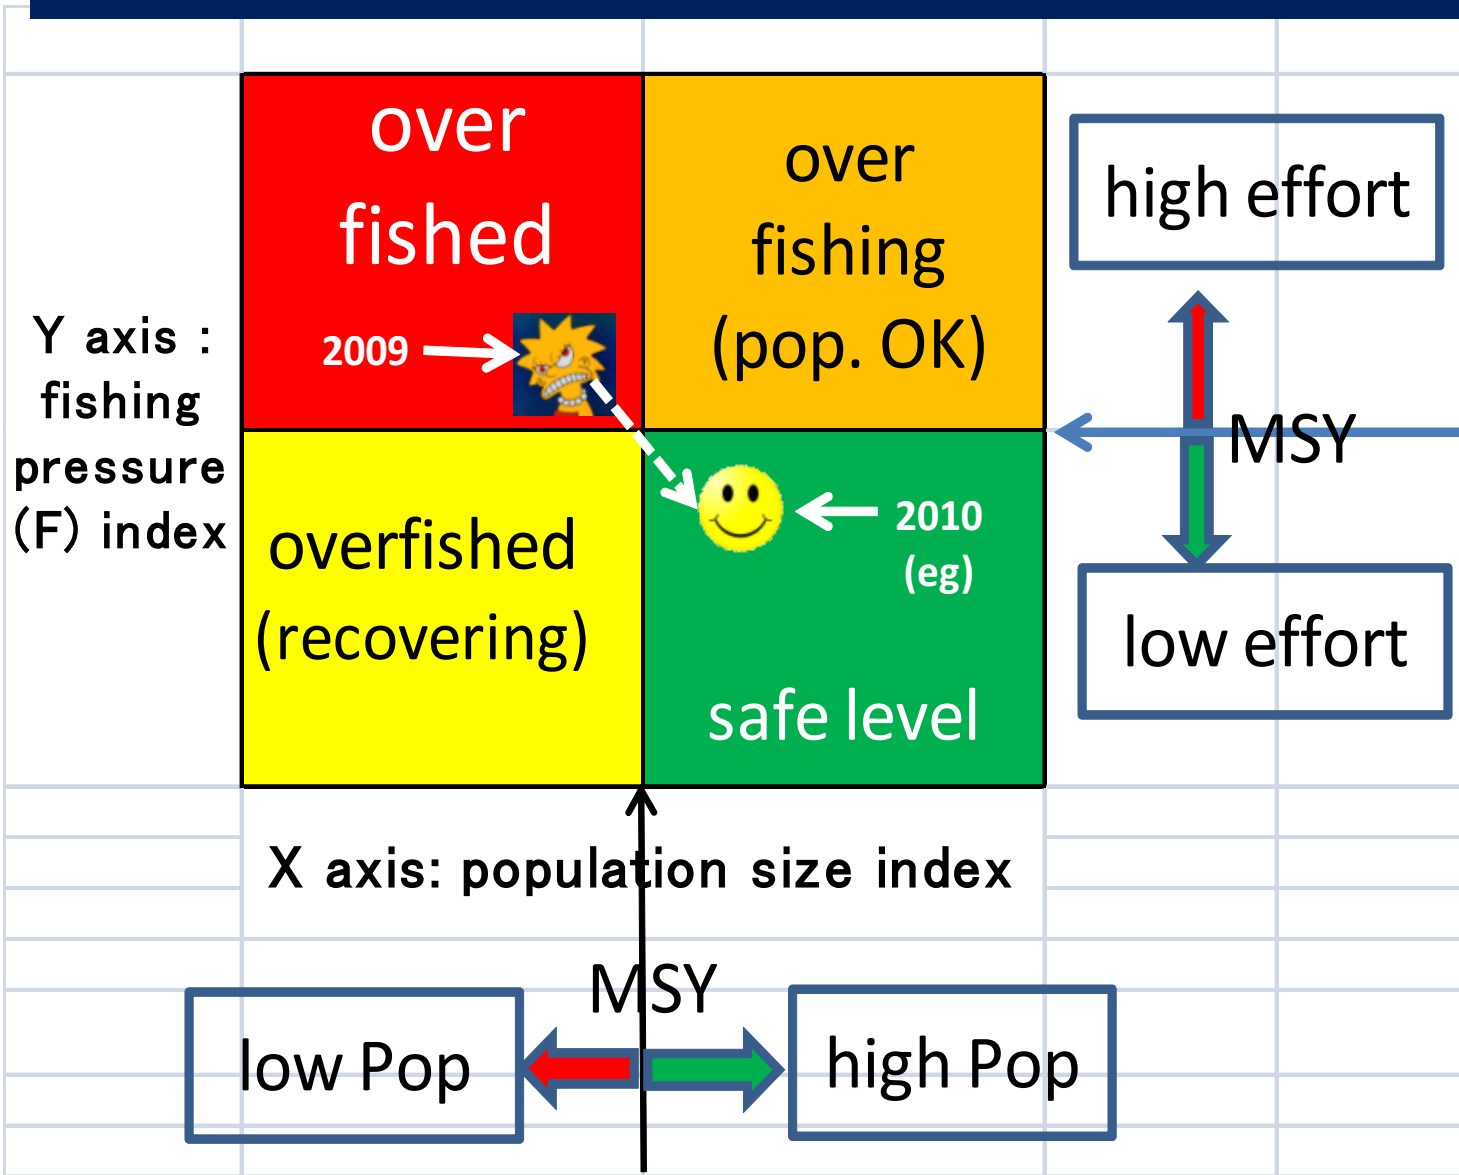 over
fished
over
fishing
(pop. OK)
high effort
Y axis :
fishing
pressure
(F) index
2009
MSY
overfished
(recovering)
2010
(eg)
safe level
low effort
X axis: population size index
MSY
low Pop
high Pop